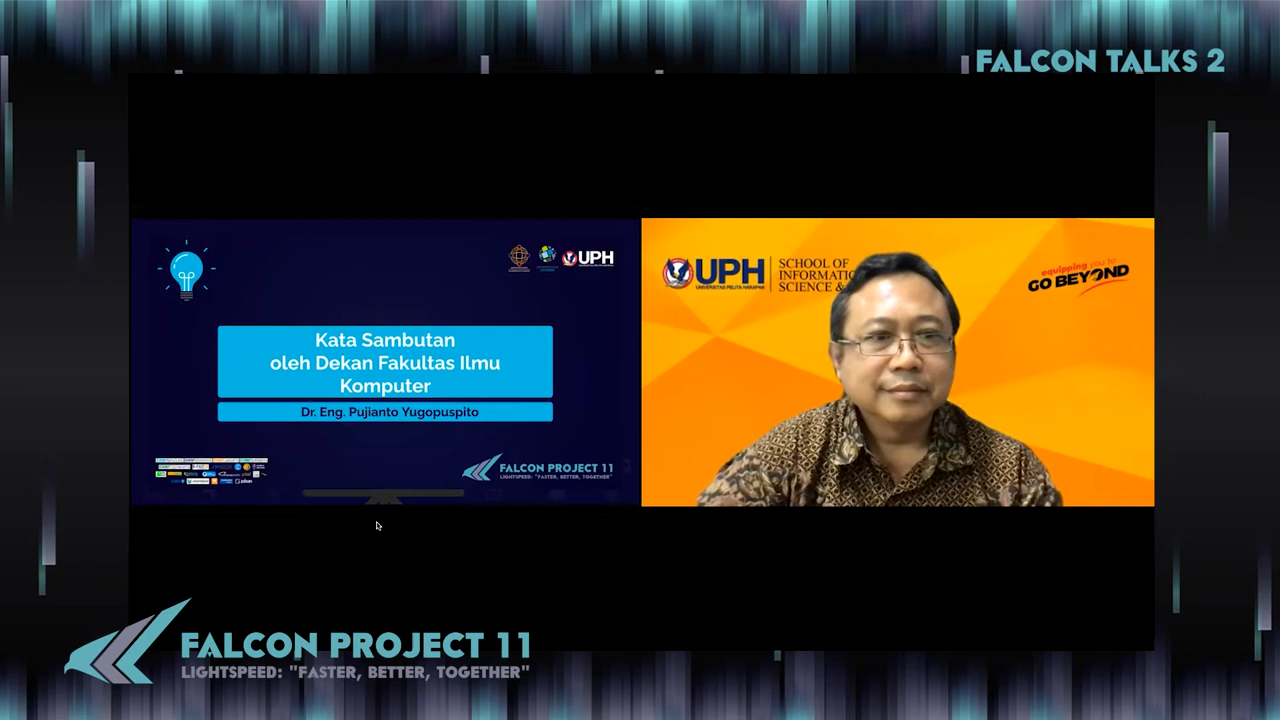 FALCON TALKS 2
UPH
Kata Sambutan
oleh Dekan Fakultas Ilmu
Komputer
Dr. Eng. Pujianto Yugopuspito
FALCON PROJECT 11
LIGHTSPEED: "FASTER, BETTER, TOGETHER"
UPH
UNIVERSITAS PELITA HARAPAN
SCHOOL OF
INFORMATIO
SCIENCE &
equipping you to
GO BEYOND
FALCON PROJECT 11
LIGHTSPEED: "FASTER, BETTER, TOGETHER"